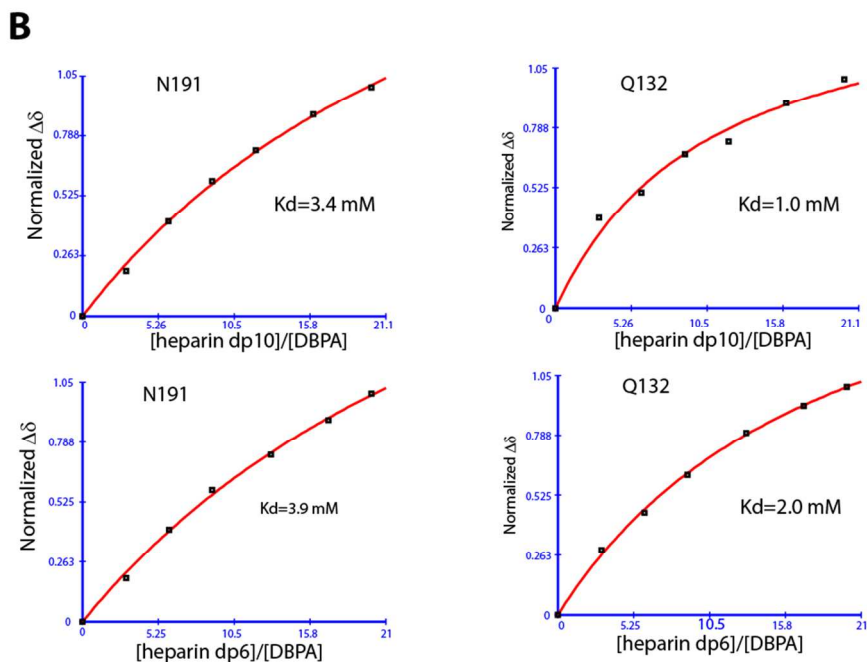 B
N191
Normalized Δδ
1.05
0.788
0.525
0.263
0
Kd=3.4 mM
0 5.26 10.5 15.8 21.1
[heparin dp10]/[DBPA]
Q132
Normalized Δδ
1.05
0.788
0.525
0.263
0
Kd=1.0 mM
0 5.26 10.5 15.8 21.1
[heparin dp10]/[DBPA]
N191
Normalized Δδ
1.05
0.788
0.525
0.263
0
Kd=3.9 mM
0 5.25 10.5 15.8 21
[heparin dp6]/[DBPA]
Q132
Normalized Δδ
1.05
0.788
0.525
0.263
0
Kd=2.0 mM
0 5.25 10.5 15.8 21
[heparin dp6]/[DBPA]